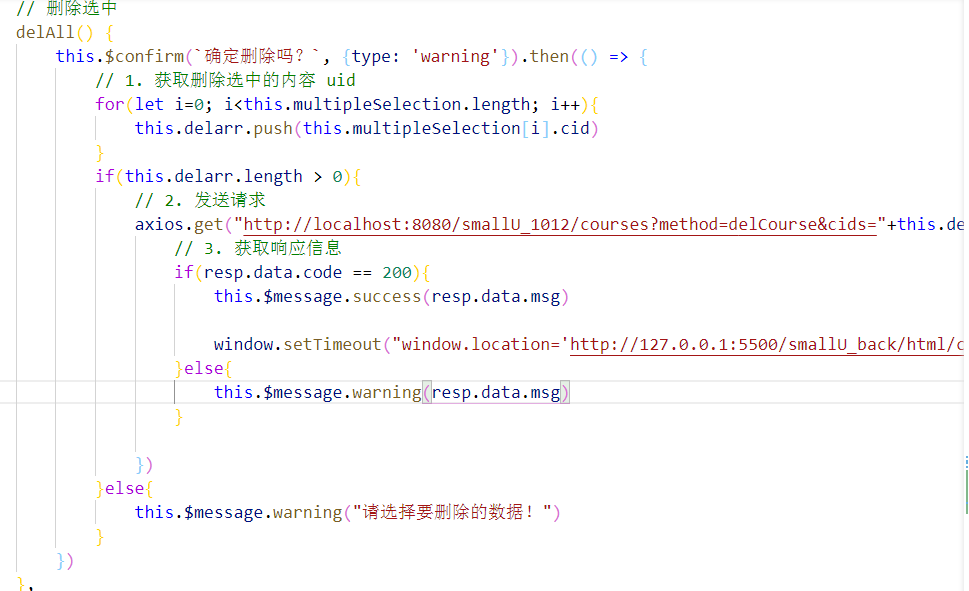 // 删除选中
delAll() {
this.$confirm(`确定删除吗？`, {type: 'warning'}).then(() => {
// 1. 获取删除选中的内容 uid
for(let i=0; i<this.multipleSelection.length; i++){
this.delarr.push(this.multipleSelection[i].cid)
}
if(this.delarr.length > 0){
// 2. 发送请求
axios.get("http://localhost:8080/smallU_1012/courses?method=delCourse&cids="+this.de
// 3. 获取响应信息
if(resp.data.code == 200){
this.$message.success(resp.data.msg)
window.setTimeout("window.location='http://127.0.0.1:5500/smallU_back/html/c
}else{
this.$message.warning(resp.data.msg)
}
})
}else{
this.$message.warning("请选择要删除的数据！")
}
})
},